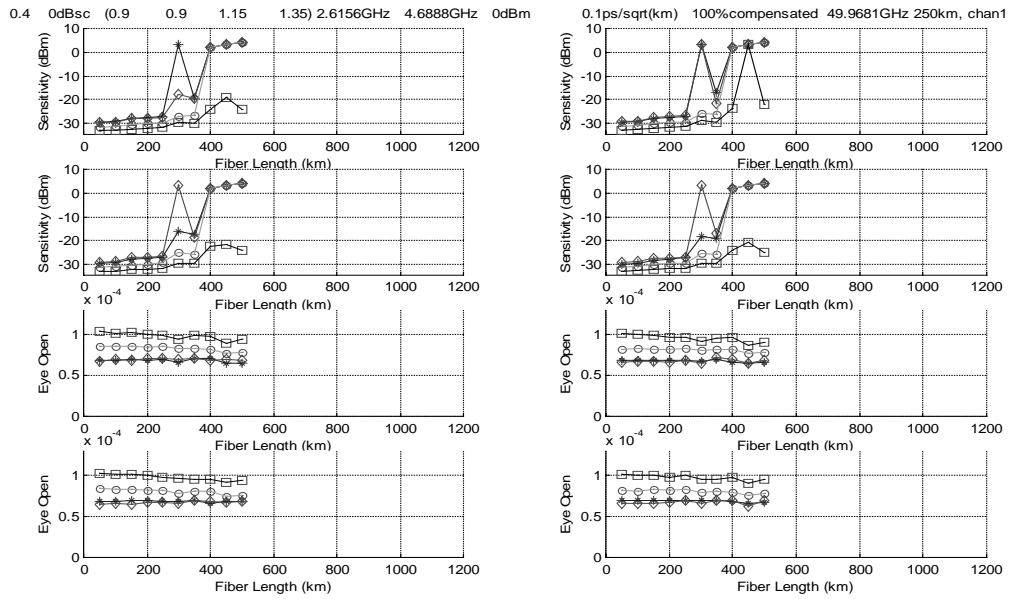 0.4 0dBsc (0.9 0.9 1.15 1.35) 2.6156GHz 4.6888GHz 0dBm 0.1ps/sqrt(km) 100%compensated 49.9681GHz 250km, chan1
10
0
-10
-20
-30
Sensitivity (dBm)
0 200 400 600 800 1000 1200
Fiber Length (km)
10
0
-10
-20
-30
Sensitivity (dBm)
0 200 400 600 800 1000 1200
Fiber Length (km)
10
0
-10
-20
-30
Sensitivity (dBm)
0 200 400 600 800 1000 1200
Fiber Length (km)
10
0
-10
-20
-30
Sensitivity (dBm)
0 200 400 600 800 1000 1200
Fiber Length (km)
x 10-4
1
0.5
0
Eye Open
0 200 400 600 800 1000 1200
Fiber Length (km)
x 10-4
1
0.5
0
Eye Open
0 200 400 600 800 1000 1200
Fiber Length (km)
x 10-4
1
0.5
0
Eye Open
0 200 400 600 800 1000 1200
Fiber Length (km)
x 10-4
1
0.5
0
Eye Open
0 200 400 600 800 1000 1200
Fiber Length (km)